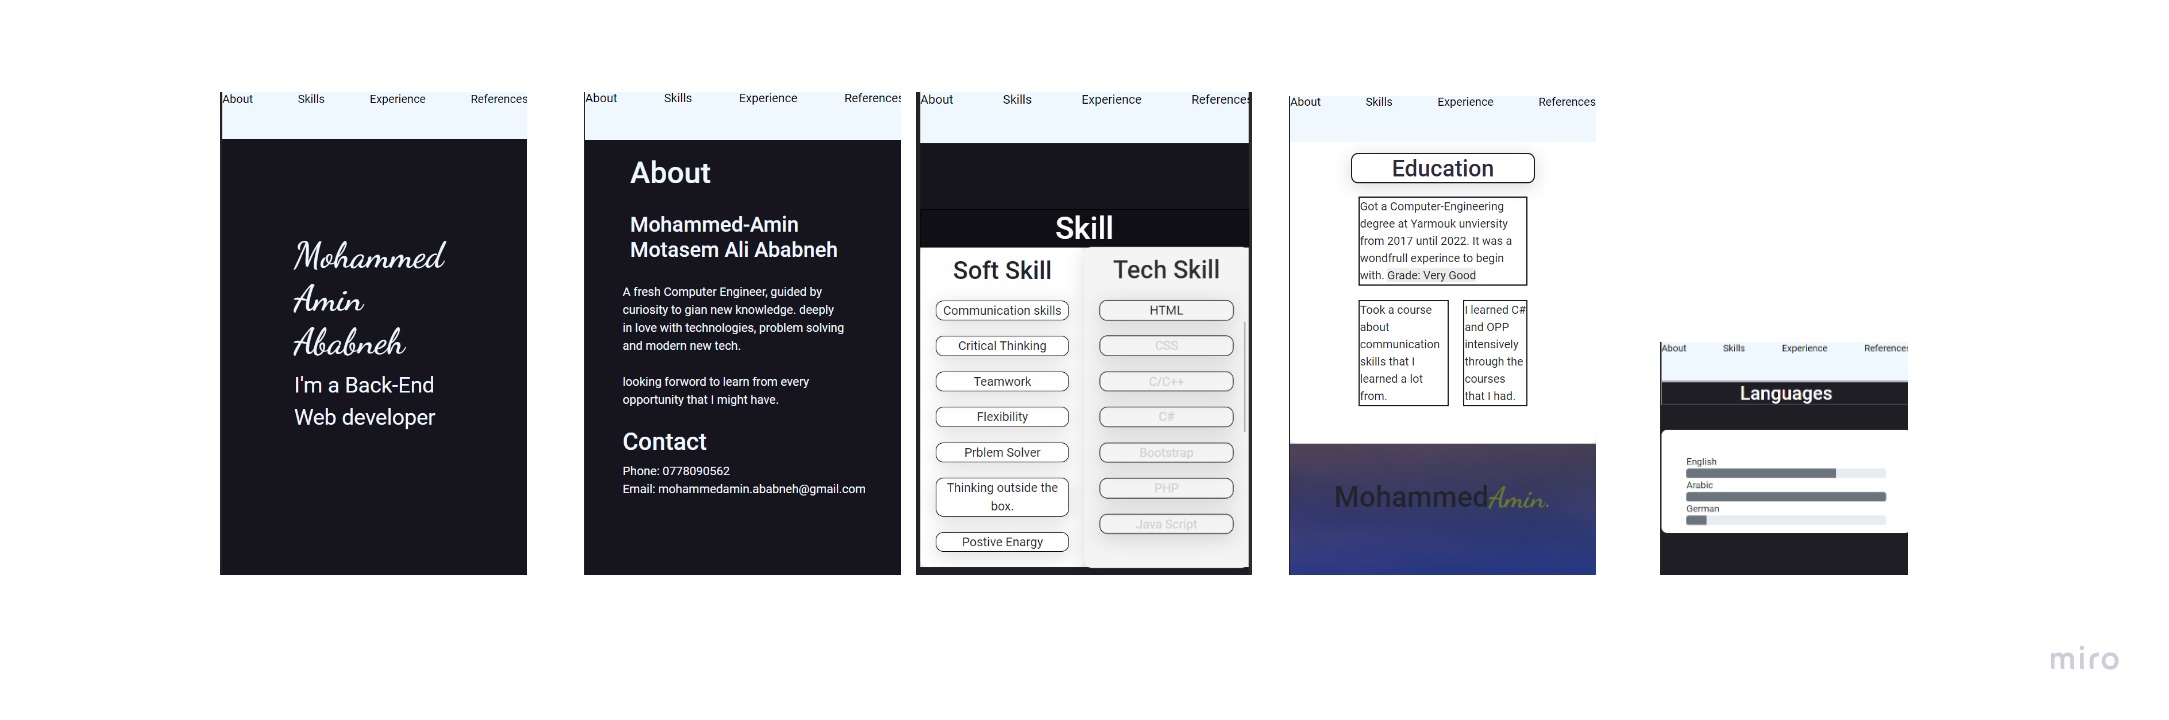 About Skills Experience References
Mohammed
Amin
Ababneh
I'm a Back-End
Web developer
About Skills Experience References
About
Mohammed-Amin
Motasem Ali Ababneh
A fresh Computer Engineer, guided by
curiosity to gian new knowledge. deeply
in love with technologies, problem solving
and modern new tech.
looking forword to learn from every
opportunity that I might have.
Contact
Phone: 0778090562
Email: mohammedamin.ababneh@gmail.com
About Skills Experience References
Skill
Soft Skill
Communication skills
Critical Thinking
Teamwork
Flexibility
Prblem Solver
Thinking outside the
box.
Postive Enargy
Tech Skill
HTML
CSS
C/C++
C#
Bootstrap
PHP
Java Script
About Skills Experience References
Education
Got a Computer-Engineering
degree at Yarmouk unviersity
from 2017 until 2022. It was a
wondfrull experince to begin
with. Grade: Very Good
Took a course
about
communication
skills that I
learned a lot
from.
I learned C#
and OPP
intensively
through the
courses
that I had.
MohammedAmin.
About Skills Experience References
Languages
English
Arabic
German
miro